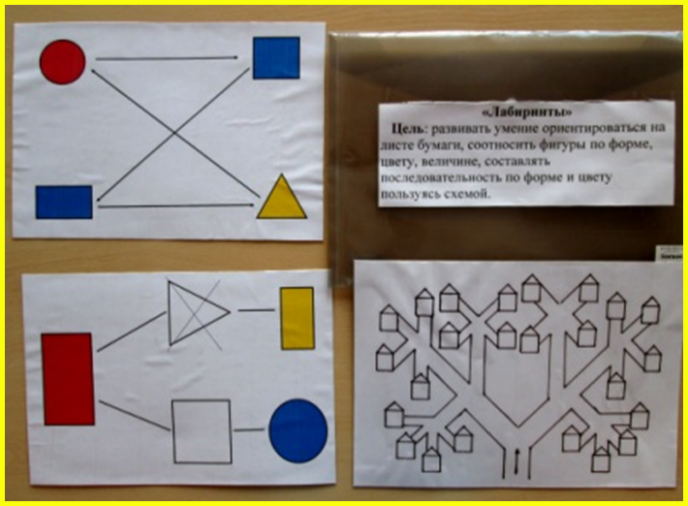 «Лабиринты»
Цель: развивать умение ориентироваться на
листе бумаги, соотносить фигуры по форме,
цвету, величине, составлять
последовательность по форме и цвету
пользуясь схемой.